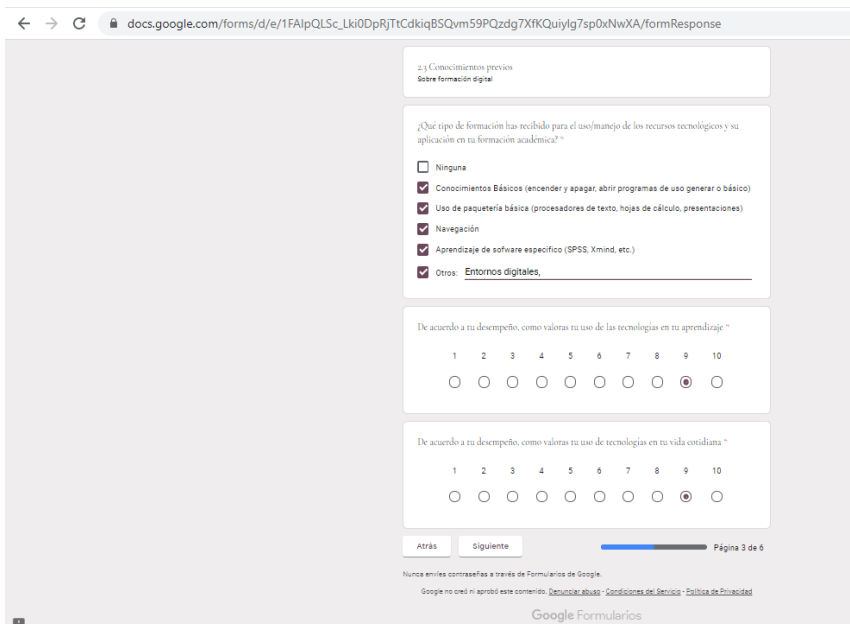 docs.google.com/forms/d/e/1FAIpQLSc_Lki0DpRjTtCdkiqBSQvm59PQzdg7XfKQuiylg7sp0xNwXA/formResponse
2.3 Conocimientos previos
Sobre formación digital
¿Qué tipo de formación has recibido para el uso/manejo de los recursos tecnológicos y su
aplicación en tu formación académica? *
Ninguna
Conocimientos Básicos (encender y apagar, abrir programas de uso generar o básico)
Uso de paquetería básica (procesadores de texto, hojas de cálculo, presentaciones)
Navegación
Aprendizaje de sofware especifico (SPSS, Xmind, etc.)
Otros: Entornos digitales,
De acuerdo a tu desempeño, como valoras tu uso de las tecnologías en tu aprendizaje *
1 2 3 4 5 6 7 8 9 10
De acuerdo a tu desempeño, como valoras tu uso de tecnologías en tu vida cotidiana *
1 2 3 4 5 6 7 8 9 10
Atrás Siguiente Página 3 de 6
Nunca envíes contraseñas a través de Formularios de Google.
Google no creó ni aprobó este contenido. Denunciar abuso - Condiciones del Servicio - Política de Privacidad
Google Formularios